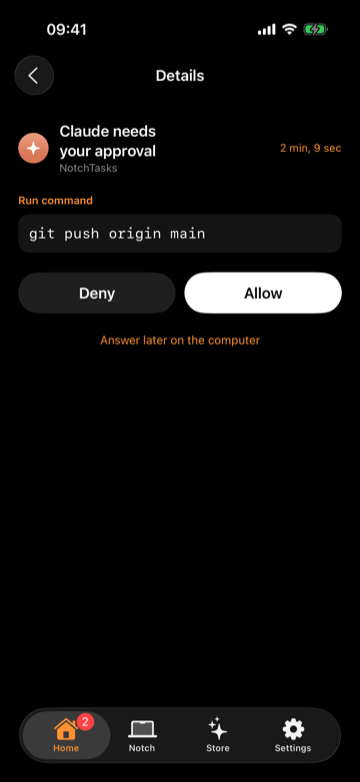 09:41
Details
Claude needs
your approval
2 min, 9 sec
NotchTasks
Run command
git push origin main
Deny
Allow
Answer later on the computer
2
Home
Notch
Store
Settings